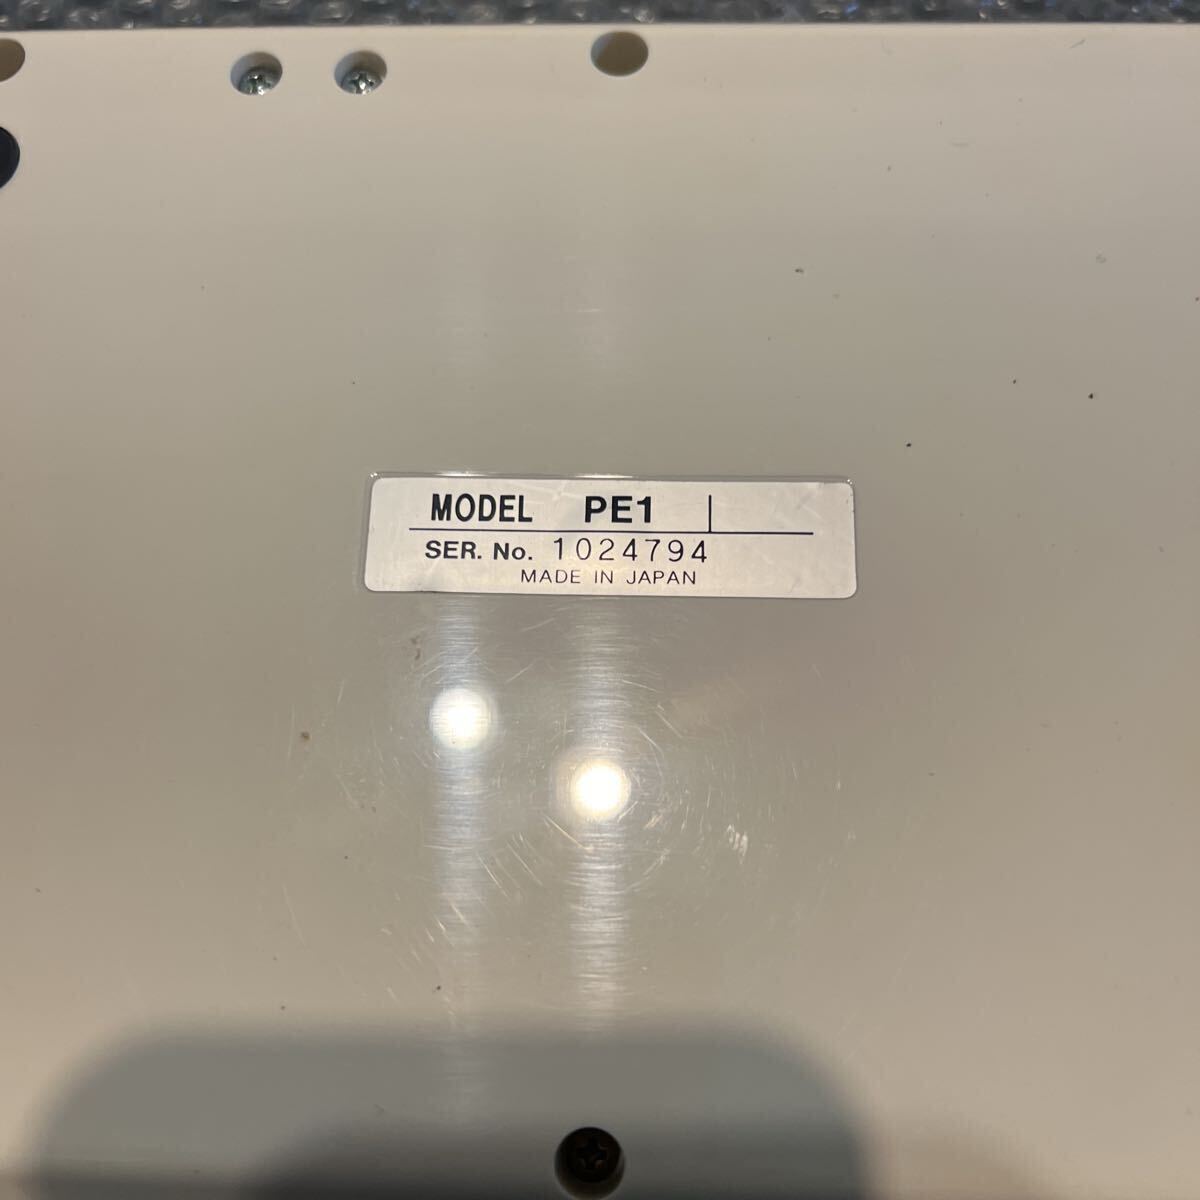 MODEL PE1
SER. No. 1024794
MADE IN JAPAN